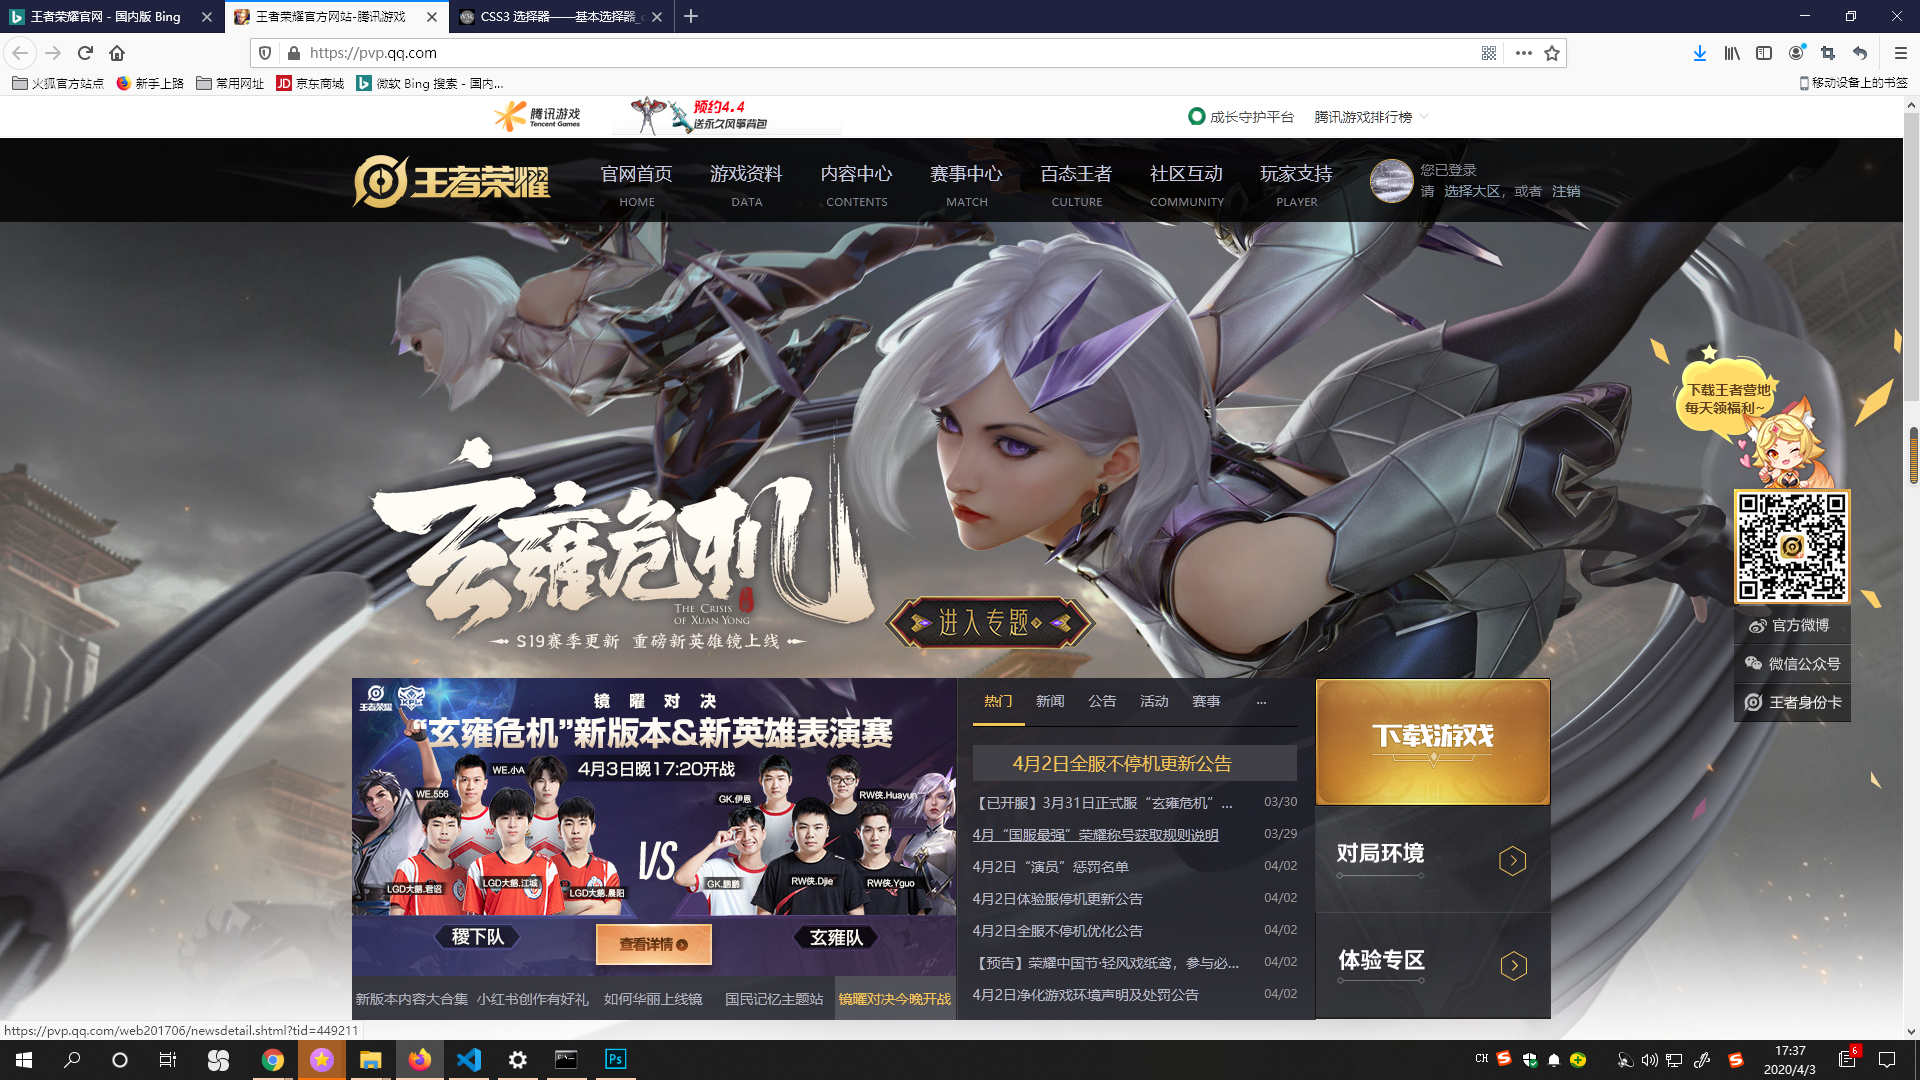 王者荣耀官网 - 国内版 Bing
王者荣耀官方网站-腾讯游戏
CSS3 选择器——基本选择器_
https://pvp.qq.com
火狐官方站点
新手上路
常用网址
JD 京东商城
微软 Bing 搜索 - 国内...
移动设备上的书签
腾讯游戏
Tencent Games
预约4.4
送永久风筝背包
成长守护平台
腾讯游戏排行榜
王者荣耀
官网首页 游戏资料 内容中心 赛事中心 百态王者 社区互动 玩家支持
HOME DATA CONTENTS MATCH CULTURE COMMUNITY PLAYER
您已登录
请 选择大区，或者 注销
下载王者营地
每天领福利~
玄雍危机
THE CRISIS
OF XUAN YONG
S19赛季更新 重磅新英雄镜上线
进入专题
官方微博
微信公众号
王者身份卡
王者荣耀
镜曜对决
“玄雍危机”新版本&新英雄表演赛
4月3日晚17:20开战
WE.小A
WE.556
GK.伊恩
RW侠.Huayun
LGD大鹅.君诏
LGD大鹅.江城
LGD大鹅.晨阳
VS
GK.鹏鹏
RW侠.Djie
RW侠.Yguo
稷下队
查看详情
玄雍队
新版本内容大合集 小红书创作有好礼 如何华丽上线镜 国民记忆主题站 镜曜对决今晚开战
热门 新闻 公告 活动 赛事 ...
4月2日全服不停机更新公告
【已开服】3月31日正式服“玄雍危机”... 03/30
4月“国服最强”荣耀称号获取规则说明 03/29
4月2日“演员”惩罚名单 04/02
4月2日体验服停机更新公告 04/02
4月2日全服不停机优化公告 04/02
【预告】荣耀中国节·轻风戏纸鸢，参与必... 04/02
4月2日净化游戏环境声明及处罚公告 04/02
下载游戏
对局环境
体验专区
https://pvp.qq.com/web201706/newsdetail.shtml?tid=449211
Ps
CH
17:37
2020/4/3
6